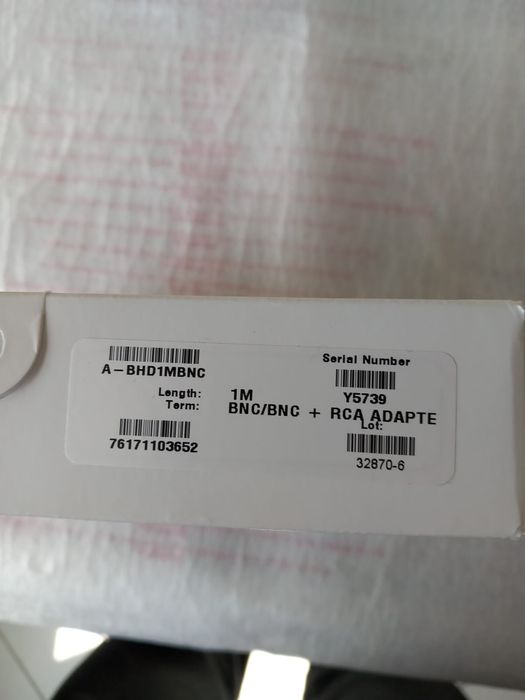 A-BHD1MBNC
Serial Number
Y5739
Length: 1M
Term: BNC/BNC + RCA ADAPTE
Lot:
76171103652
32870-6